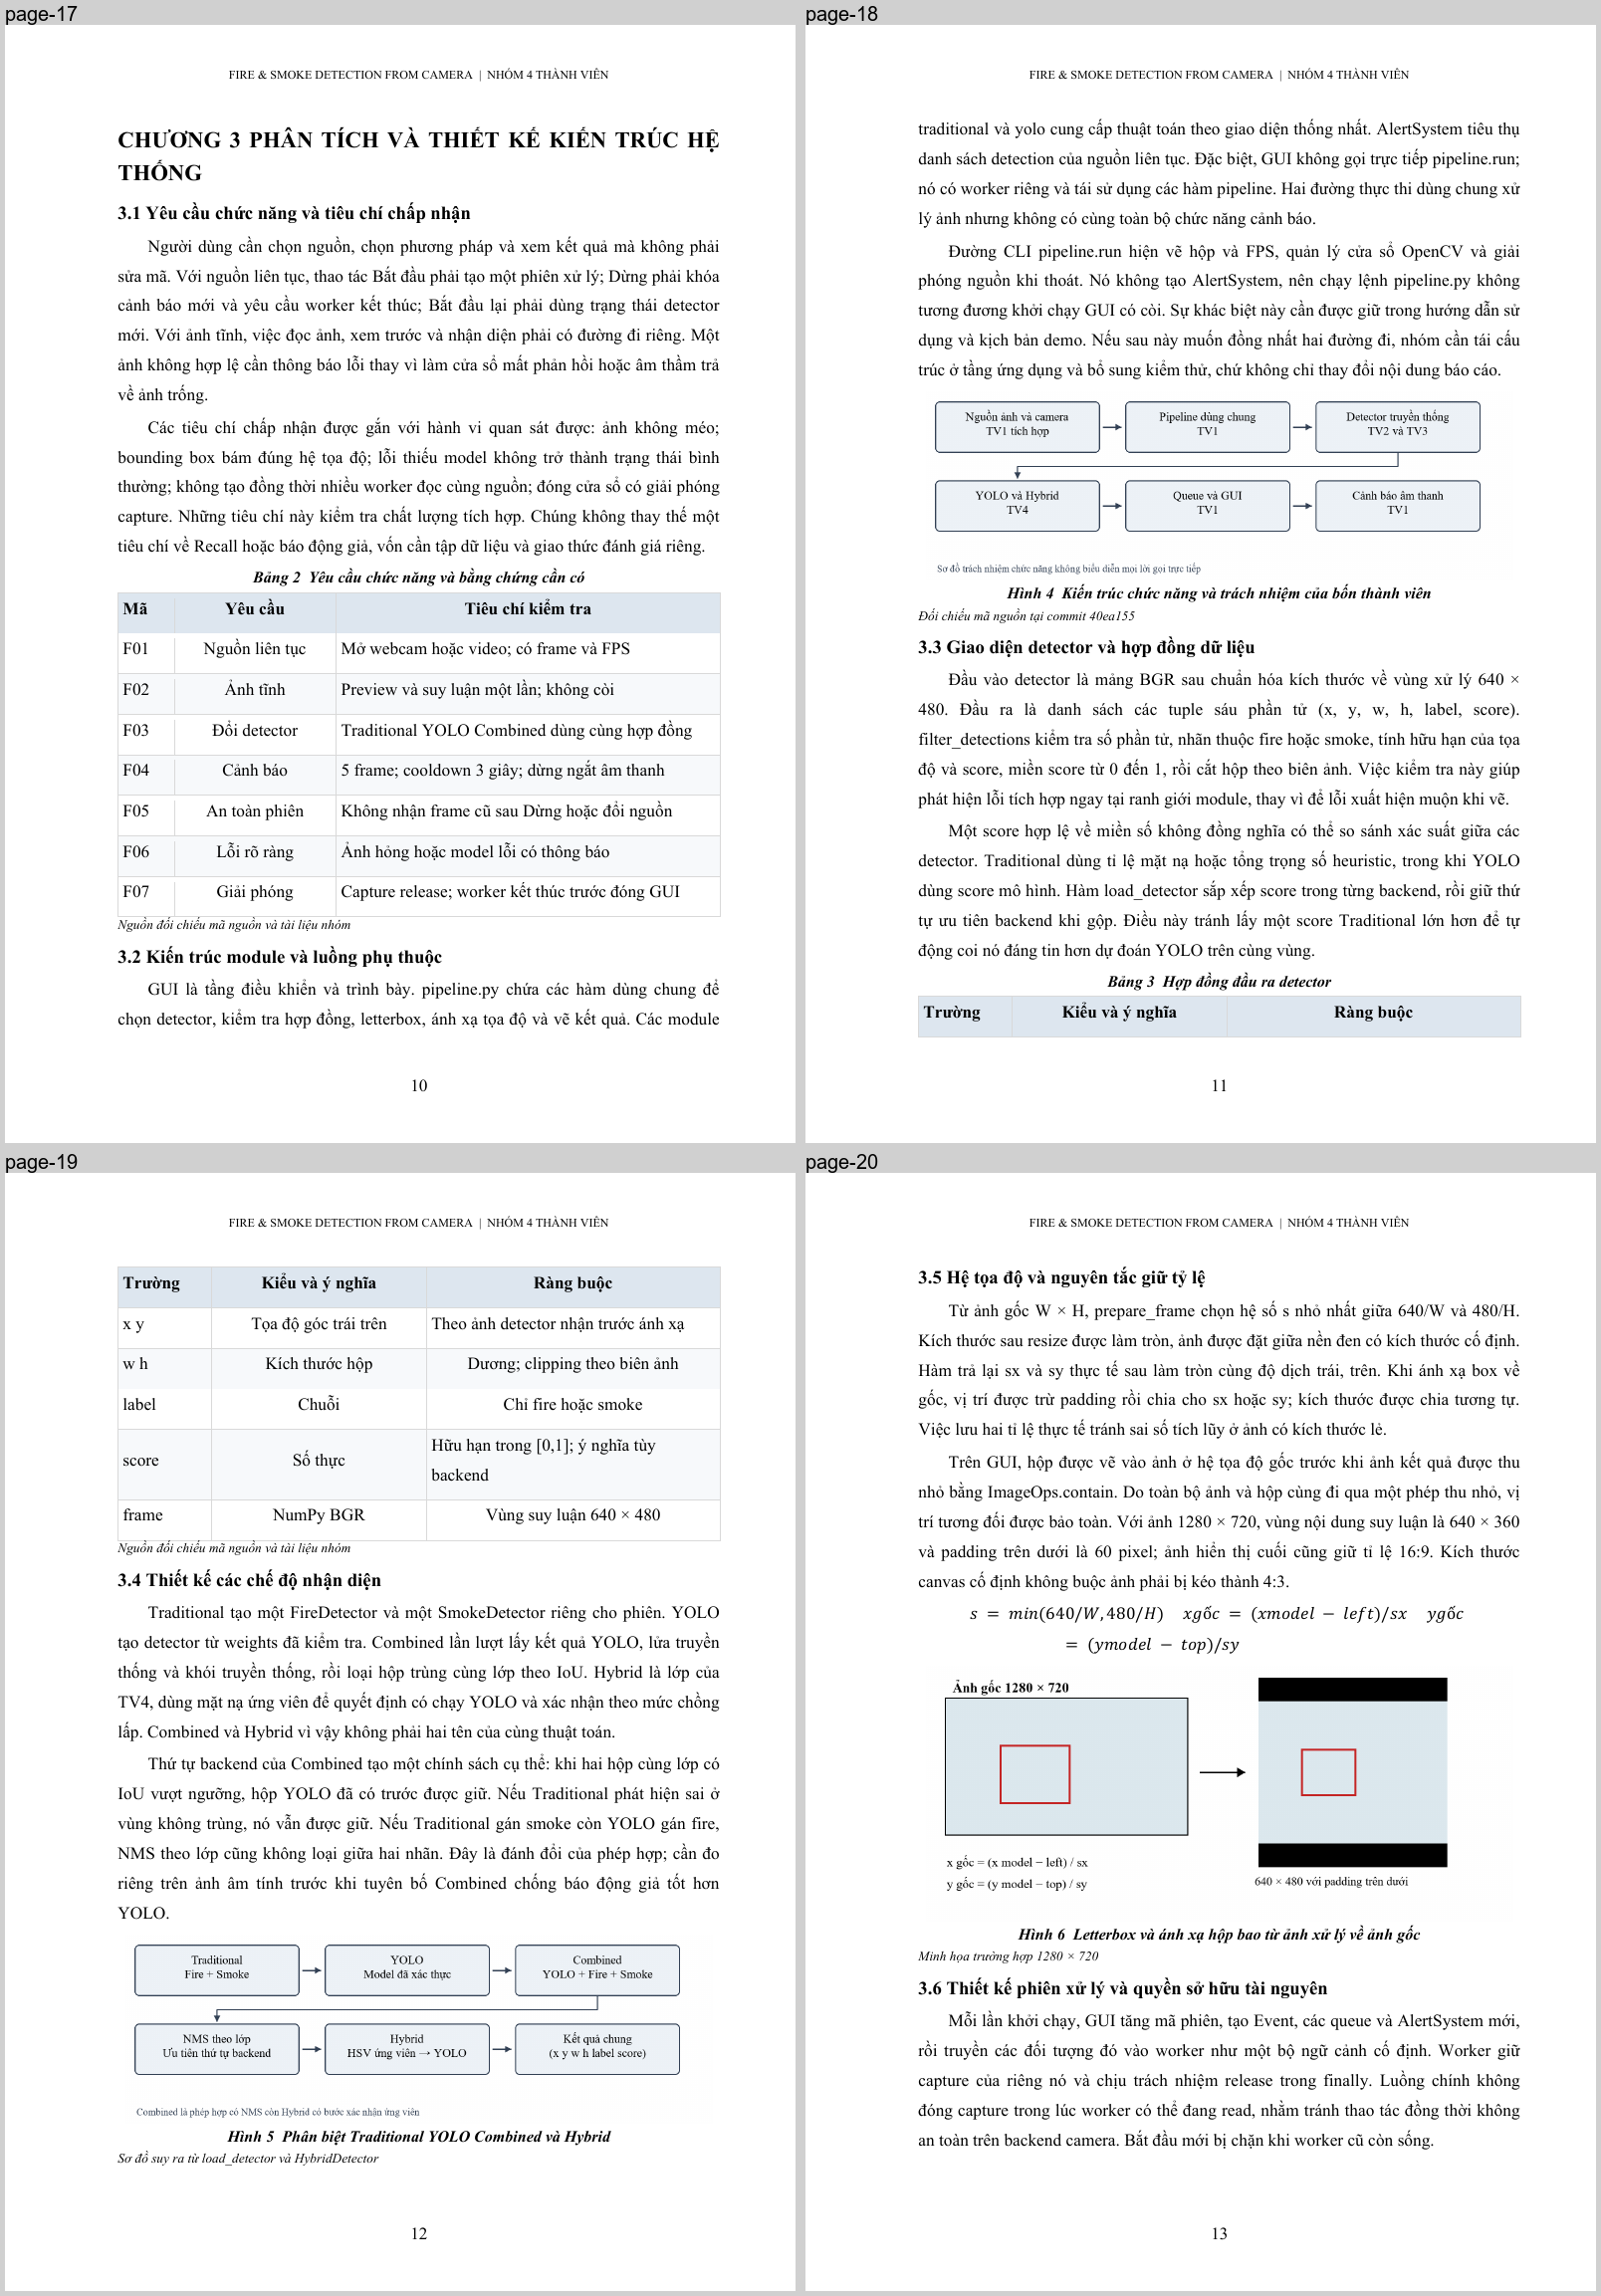 page-17
FIRE & SMOKE DETECTION FROM CAMERA | NHÓM 4 THÀNH VIÊN
CHƯƠNG 3 PHÂN TÍCH VÀ THIẾT KẾ KIẾN TRÚC HỆ
THỐNG
3.1 Yêu cầu chức năng và tiêu chí chấp nhận
Người dùng cần chọn nguồn, chọn phương pháp và xem kết quả mà không phải
sửa mã. Với nguồn liên tục, thao tác Bắt đầu phải tạo một phiên xử lý; Dừng phải khóa
cảnh báo mới và yêu cầu worker kết thúc; Bắt đầu lại phải dùng trạng thái detector
mới. Với ảnh tĩnh, việc đọc ảnh, xem trước và nhận diện phải có đường đi riêng. Một
ảnh không hợp lệ cần thông báo lỗi thay vì làm cửa sổ mất phản hồi hoặc âm thầm trả
về ảnh trống.
Các tiêu chí chấp nhận được gắn với hành vi quan sát được: ảnh không méo;
bounding box bám đúng hệ tọa độ; lỗi thiếu model không trở thành trạng thái bình
thường; không tạo đồng thời nhiều worker đọc cùng nguồn; đóng cửa sổ có giải phóng
capture. Những tiêu chí này kiểm tra chất lượng tích hợp. Chúng không thay thế một
tiêu chí về Recall hoặc báo động giả, vốn cần tập dữ liệu và giao thức đánh giá riêng.
Bảng 2 Yêu cầu chức năng và bằng chứng cần có
Mã Yêu cầu Tiêu chí kiểm tra
F01 Nguồn liên tục Mở webcam hoặc video; có frame và FPS
F02 Ảnh tĩnh Preview và suy luận một lần; không còi
F03 Đổi detector Traditional YOLO Combined dùng cùng hợp đồng
F04 Cảnh báo 5 frame; cooldown 3 giây; dừng ngắt âm thanh
F05 An toàn phiên Không nhận frame cũ sau Dừng hoặc đổi nguồn
F06 Lỗi rõ ràng Ảnh hỏng hoặc model lỗi có thông báo
F07 Giải phóng Capture release; worker kết thúc trước đóng GUI
Nguồn đối chiếu mã nguồn và tài liệu nhóm
3.2 Kiến trúc module và luồng phụ thuộc
GUI là tầng điều khiển và trình bày. pipeline.py chứa các hàm dùng chung để
chọn detector, kiểm tra hợp đồng, letterbox, ánh xạ tọa độ và vẽ kết quả. Các module
10
page-18
FIRE & SMOKE DETECTION FROM CAMERA | NHÓM 4 THÀNH VIÊN
traditional và yolo cung cấp thuật toán theo giao diện thống nhất. AlertSystem tiêu thụ
danh sách detection của nguồn liên tục. Đặc biệt, GUI không gọi trực tiếp pipeline.run;
nó có worker riêng và tái sử dụng các hàm pipeline. Hai đường thực thi dùng chung xử
lý ảnh nhưng không có cùng toàn bộ chức năng cảnh báo.
Đường CLI pipeline.run hiện vẽ hộp và FPS, quản lý cửa sổ OpenCV và giải
phóng nguồn khi thoát. Nó không tạo AlertSystem, nên chạy lệnh pipeline.py không
tương đương khởi chạy GUI có còi. Sự khác biệt này cần được giữ trong hướng dẫn sử
dụng và kịch bản demo. Nếu sau này muốn đồng nhất hai đường đi, nhóm cần tái cấu
trúc ở tầng ứng dụng và bổ sung kiểm thử, chứ không chỉ thay đổi nội dung báo cáo.
Nguồn ảnh và camera
TV1 tích hợp
Pipeline dùng chung
TV1
Detector truyền thống
TV2 và TV3
YOLO và Hybrid
TV4
Queue và GUI
TV1
Cảnh báo âm thanh
TV1
Sơ đồ trách nhiệm chức năng không biểu diễn mọi lời gọi trực tiếp
Hình 4 Kiến trúc chức năng và trách nhiệm của bốn thành viên
Đối chiếu mã nguồn tại commit 40ea155
3.3 Giao diện detector và hợp đồng dữ liệu
Đầu vào detector là mảng BGR sau chuẩn hóa kích thước về vùng xử lý 640 ×
480. Đầu ra là danh sách các tuple sáu phần tử (x, y, w, h, label, score).
filter_detections kiểm tra số phần tử, nhãn thuộc fire hoặc smoke, tính hữu hạn của tọa
độ và score, miền score từ 0 đến 1, rồi cắt hộp theo biên ảnh. Việc kiểm tra này giúp
phát hiện lỗi tích hợp ngay tại ranh giới module, thay vì để lỗi xuất hiện muộn khi vẽ.
Một score hợp lệ về miền số không đồng nghĩa có thể so sánh xác suất giữa các
detector. Traditional dùng tỉ lệ mặt nạ hoặc tổng trọng số heuristic, trong khi YOLO
dùng score mô hình. Hàm load_detector sắp xếp score trong từng backend, rồi giữ thứ
tự ưu tiên backend khi gộp. Điều này tránh lấy một score Traditional lớn hơn để tự
động coi nó đáng tin hơn dự đoán YOLO trên cùng vùng.
Bảng 3 Hợp đồng đầu ra detector
Trường Kiểu và ý nghĩa Ràng buộc
11
page-19
FIRE & SMOKE DETECTION FROM CAMERA | NHÓM 4 THÀNH VIÊN
Trường Kiểu và ý nghĩa Ràng buộc
x y Tọa độ góc trái trên Theo ảnh detector nhận trước ánh xạ
w h Kích thước hộp Dương; clipping theo biên ảnh
label Chuỗi Chỉ fire hoặc smoke
score Số thực Hữu hạn trong [0,1]; ý nghĩa tùy
backend
frame NumPy BGR Vùng suy luận 640 × 480
Nguồn đối chiếu mã nguồn và tài liệu nhóm
3.4 Thiết kế các chế độ nhận diện
Traditional tạo một FireDetector và một SmokeDetector riêng cho phiên. YOLO
tạo detector từ weights đã kiểm tra. Combined lần lượt lấy kết quả YOLO, lửa truyền
thống và khói truyền thống, rồi loại hộp trùng cùng lớp theo IoU. Hybrid là lớp của
TV4, dùng mặt nạ ứng viên để quyết định có chạy YOLO và xác nhận theo mức chồng
lấp. Combined và Hybrid vì vậy không phải hai tên của cùng thuật toán.
Thứ tự backend của Combined tạo một chính sách cụ thể: khi hai hộp cùng lớp có
IoU vượt ngưỡng, hộp YOLO đã có trước được giữ. Nếu Traditional phát hiện sai ở
vùng không trùng, nó vẫn được giữ. Nếu Traditional gán smoke còn YOLO gán fire,
NMS theo lớp cũng không loại giữa hai nhãn. Đây là đánh đổi của phép hợp; cần đo
riêng trên ảnh âm tính trước khi tuyên bố Combined chống báo động giả tốt hơn
YOLO.
Traditional
Fire + Smoke
YOLO
Model đã xác thực
Combined
YOLO + Fire + Smoke
NMS theo lớp
Ưu tiên thứ tự backend
Hybrid
HSV ứng viên → YOLO
Kết quả chung
(x y w h label score)
Combined là phép hợp có NMS còn Hybrid có bước xác nhận ứng viên
Hình 5 Phân biệt Traditional YOLO Combined và Hybrid
Sơ đồ suy ra từ load_detector và HybridDetector
12
page-20
FIRE & SMOKE DETECTION FROM CAMERA | NHÓM 4 THÀNH VIÊN
3.5 Hệ tọa độ và nguyên tắc giữ tỷ lệ
Từ ảnh gốc W × H, prepare_frame chọn hệ số s nhỏ nhất giữa 640/W và 480/H.
Kích thước sau resize được làm tròn, ảnh được đặt giữa nền đen có kích thước cố định.
Hàm trả lại sx và sy thực tế sau làm tròn cùng độ dịch trái, trên. Khi ánh xạ box về
gốc, vị trí được trừ padding rồi chia cho sx hoặc sy; kích thước được chia tương tự.
Việc lưu hai tỉ lệ thực tế tránh sai số tích lũy ở ảnh có kích thước lẻ.
Trên GUI, hộp được vẽ vào ảnh ở hệ tọa độ gốc trước khi ảnh kết quả được thu
nhỏ bằng ImageOps.contain. Do toàn bộ ảnh và hộp cùng đi qua một phép thu nhỏ, vị
trí tương đối được bảo toàn. Với ảnh 1280 × 720, vùng nội dung suy luận là 640 × 360
và padding trên dưới là 60 pixel; ảnh hiển thị cuối cũng giữ tỉ lệ 16:9. Kích thước
canvas cố định không buộc ảnh phải bị kéo thành 4:3.
s = min(640/W, 480/H) xgốc = (xmodel − left)/sx ygốc
= (ymodel − top)/sy
Ảnh gốc 1280 × 720
x gốc = (x model − left) / sx
y gốc = (y model − top) / sy
640 × 480 với padding trên dưới
Hình 6 Letterbox và ánh xạ hộp bao từ ảnh xử lý về ảnh gốc
Minh họa trường hợp 1280 × 720
3.6 Thiết kế phiên xử lý và quyền sở hữu tài nguyên
Mỗi lần khởi chạy, GUI tăng mã phiên, tạo Event, các queue và AlertSystem mới,
rồi truyền các đối tượng đó vào worker như một bộ ngữ cảnh cố định. Worker giữ
capture của riêng nó và chịu trách nhiệm release trong finally. Luồng chính không
đóng capture trong lúc worker có thể đang read, nhằm tránh thao tác đồng thời không
an toàn trên backend camera. Bắt đầu mới bị chặn khi worker cũ còn sống.
13